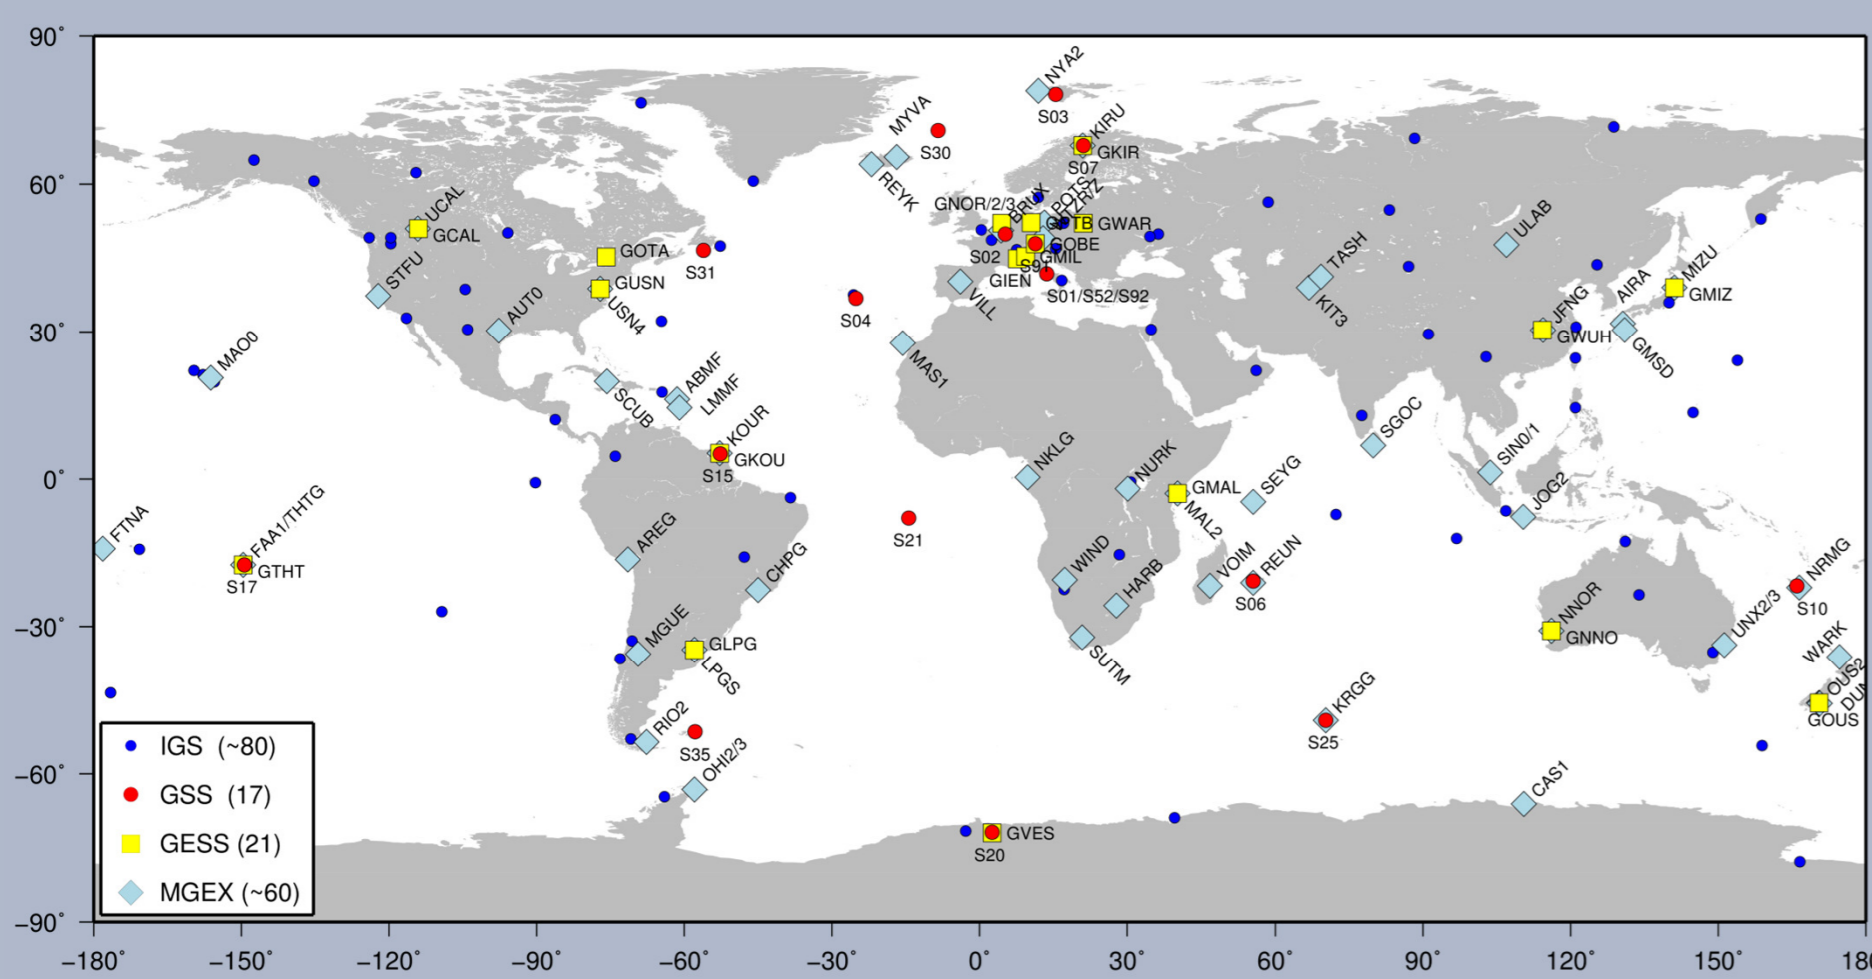 90°
60°
30°
0°
−30°
−60°
−90°
−180°
−150°
−120°
−90°
−60°
−30°
0°
30°
60°
90°
120°
150°
NYA2
S03
MYVA
S30
REYK
KIRU
GKIR
S07
UCAL
GCAL
GOTA
S31
STFU
GUSN
USN4
AUT0
MAO0
SCUB
ABMF
LMMF
KOUR
GKOU
S15
S04
GNOR/2/3
BRUX
POTS
GWAR
S02
GOBE
GMIL
S91
GIEN
S01/S52/S92
VILL
MAS1
TASH
KIT3
ULAB
AIRA
MIZU
GMIZ
JFNG
GWUH
GMSD
SGOC
SIN0/1
JOG2
NKLG
NURK
GMAL
MAL2
SEYG
S21
FTNA
FAA1/THTG
GTHT
S17
AREG
CHPG
WIND
HARB
VOIM
REUN
S06
SUTM
NRMG
S10
NNOR
GNNO
UNX2/3
WARK
OUS2
GOUS
MGUE
GLPG
LPGS
RIO2
S35
OHI2/3
KRGG
S25
CAS1
GVES
S20
IGS (~80)
GSS (17)
GESS (21)
MGEX (~60)